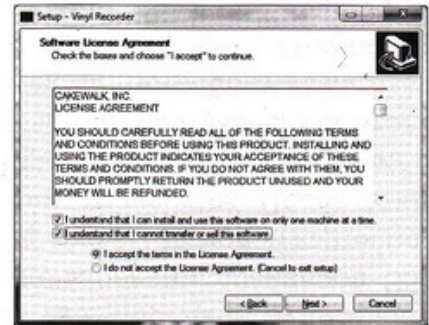 Setup - Vinyl Recorder
Software License Agreement
Check the boxes and choose "I accept" to continue.
CAKEWALK, INC.
LICENSE AGREEMENT
YOU SHOULD CAREFULLY READ ALL OF THE FOLLOWING TERMS
AND CONDITIONS BEFORE USING THIS PRODUCT. INSTALLING AND
USING THE PRODUCT INDICATES YOUR ACCEPTANCE OF THESE
TERMS AND CONDITIONS. IF YOU DO NOT AGREE WITH THEM, YOU
SHOULD PROMPTLY RETURN THE PRODUCT UNUSED AND YOUR
MONEY WILL BE REFUNDED.
I understand that I can install and use this software on only one machine at a time.
I understand that I cannot transfer or sell this software.
I accept the terms in the License Agreement.
I do not accept the License Agreement. (Cancel to exit setup)
< Back Next > Cancel